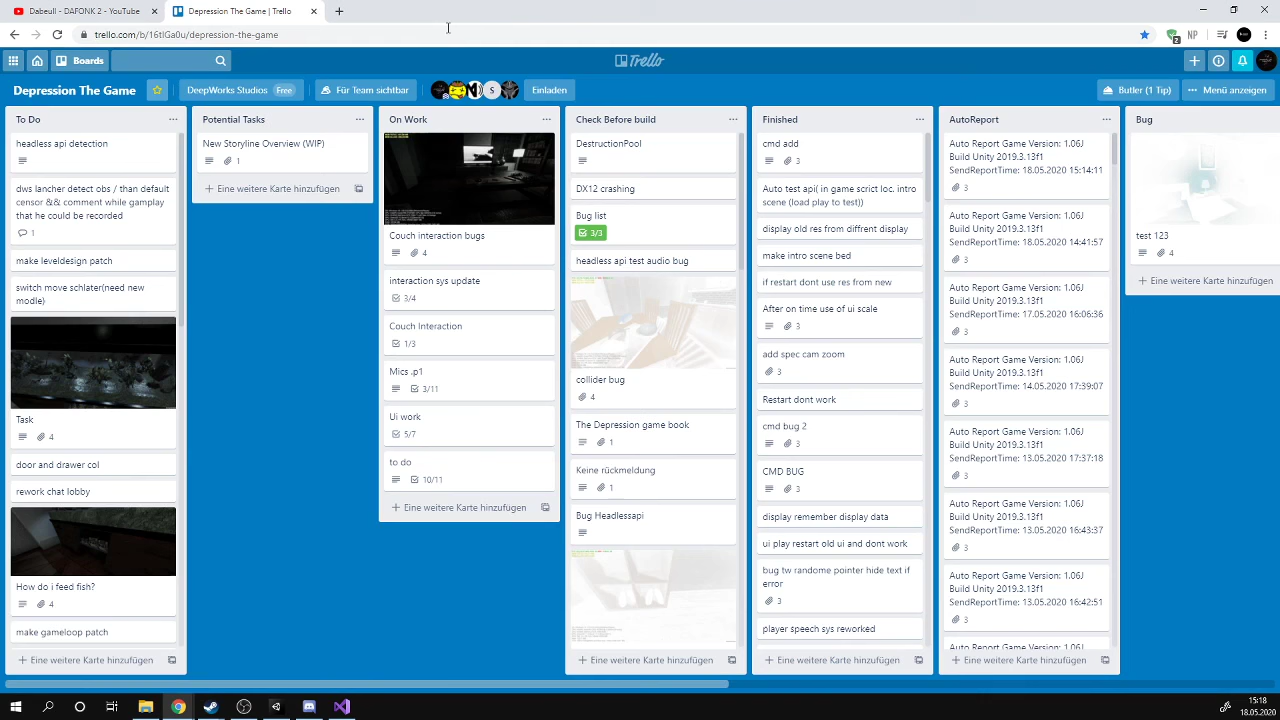 Dabeull - DAFONK 2 - YouTube
Depression The Game | Trello
trello.com/b/16tlGa0u/depression-the-game
2
NP
Boards
Trello
Depression The Game
DeepWorks Studios Free
Für Team sichtbar
S
Einladen
Butler (1 Tip)
Menü anzeigen
To Do
headless api detection
dws lancher detect obs / than default
censor && comment while gamplay
that he could be recorded
1
make leveldesign patch
switch move schlater(need new
modle)
Task
4
door and drawer col
rework chat lobby
How do i feed fish?
4
make gameloop patch
Eine weitere Karte hinzufügen
Potential Tasks
New Storyline Overview (WIP)
1
Eine weitere Karte hinzufügen
On Work
Couch interaction bugs
4
interaction sys update
3/4
Couch Interaction
1/3
Mics .p1
3/11
Ui work
5/7
to do
10/11
Eine weitere Karte hinzufügen
Check Before build
DestructionPool
DX12 crashing
Bug list
3/3
headless api test audio bug
collider bug
4
The Depression game book
1
Keine rückmeldung
1
Bug Headlessapi
Eine weitere Karte hinzufügen
Finished
cmd add
3
Auto test api( in game scrict loc. intro
scene (load play to test))
display old res from diffrent display
make intro scene bed
if restart dont use res from new
After on time use of ui scale
3
add spec cam zoom
3
Restart dont work
cmd bug 2
3
CMD BUG
3
display remember display data
ui play restart old ui and dont work
bug tw randome pointer hide text if
error
3
player speech sys reworked
Eine weitere Karte hinzufügen
AutoReport
Auto Report Game Version: 1.06J
Build Unity 2019.3.13f1
SendReportTime: 18.05.2020 15:14:11
3
Auto Report Game Version: 1.06J
Build Unity 2019.3.13f1
SendReportTime: 18.05.2020 14:41:57
3
Auto Report Game Version: 1.06J
Build Unity 2019.3.13f1
SendReportTime: 17.05.2020 16:06:36
3
Auto Report Game Version: 1.06J
Build Unity 2019.3.13f1
SendReportTime: 14.05.2020 17:39:07
3
Auto Report Game Version: 1.06J
Build Unity 2019.3.13f1
SendReportTime: 13.05.2020 17:37:18
3
Auto Report Game Version: 1.06J
Build Unity 2019.3.13f1
SendReportTime: 13.05.2020 16:43:37
3
Auto Report Game Version: 1.06J
Build Unity 2019.3.13f1
SendReportTime: 13.05.2020 16:42:51
3
Auto Report Game Version: 1.06J
Eine weitere Karte hinzufügen
Bug
test 123
4
Eine weitere Karte hinzufügen
15:18
18.05.2020